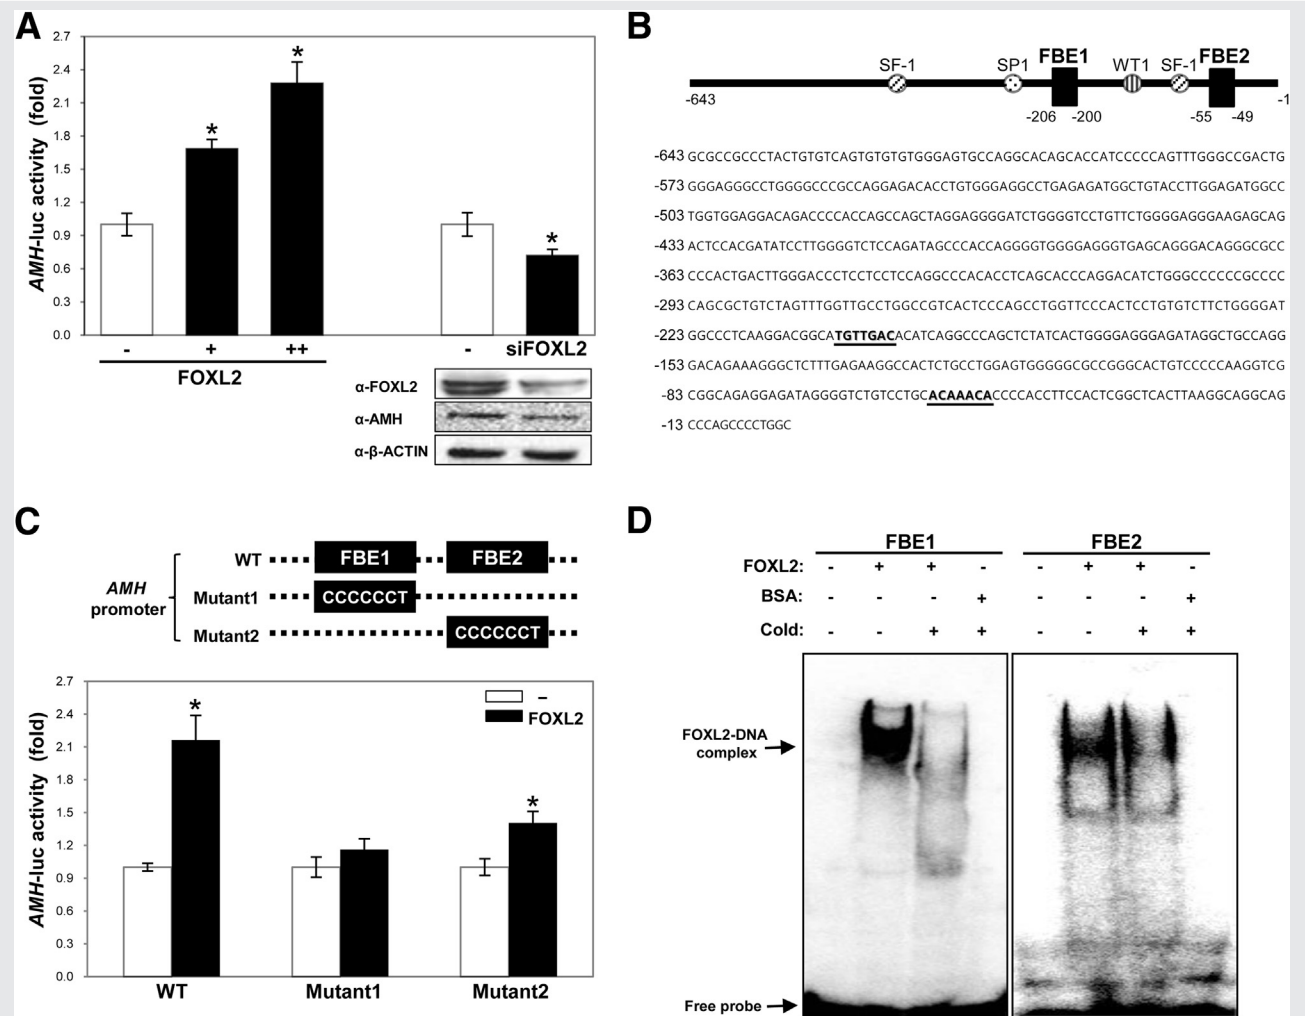 A
2.7
2.4
2.1
1.8
1.5
1.2
0.9
0.6
0.3
0.0
AMH-luc activity (fold)
* * *
- + ++ - siFOXL2
FOXL2
α-FOXL2
α-AMH
α-β-ACTIN
B
SF-1 SP1 FBE1 WT1 SF-1 FBE2
-643 -1
-206 -200 -55 -49
-643 GCGCCGCCCTACTGTGTCAGTGTGTGTGGGAGTGCCAGGCACAGCACCATCCCCCAGTTTGGGCCGACTG
-573 GGGAGGGCCTGGGGCCCGCCAGGAGACACCTGTGGGAGGCCTGAGAGATGGCTGTACCTTGGAGATGGCC
-503 TGGTGGAGGACAGACCCCACCAGCCAGCTAGGAGGGGATCTGGGGTCCTGTTCTGGGGAGGGAAGAGCAG
-433 ACTCCACGATATCCTTGGGGTCTCCAGATAGCCCACCAGGGGTGGGGAGGGTGAGCAGGGACAGGGCGCC
-363 CCCACTGACTTGGGACCCTCCTCCTCCAGGCCCACACCTCAGCACCCAGGACATCTGGGCCCCCCGCCCC
-293 CAGCGCTGTCTAGTTTGGTTGCCTGGCCGTCACTCCCAGCCTGGTTCCCACTCCTGTGTCTTCTGGGGAT
-223 GGCCCTCAAGGACGGCATGTTGACACATCAGGCCCAGCTCTATCACTGGGGAGGGAGATAGGCTGCCAGG
-153 GACAGAAAGGGCTCTTTGAGAAGGCCACTCTGCCTGGAGTGGGGGCGCCGGGCACTGTCCCCCAAGGTCG
-83 CGGCAGAGGAGATAGGGGTCTGTCCTGCACAAACACCCCACCTTCCACTCGGCTCACTTAAGGCAGGCAG
-13 CCCAGCCCCTGGC
C
AMH
promoter
WT FBE1 FBE2
Mutant1 CCCCCCT
Mutant2 CCCCCCT
2.7
2.4
2.1
1.8
1.5
1.2
0.9
0.6
0.3
0.0
AMH-luc activity (fold)
–
FOXL2
* *
WT Mutant1 Mutant2
D
FBE1 FBE2
FOXL2: - + + - - + + -
BSA: - - - + - - - +
Cold: - - + + - - + +
FOXL2-DNA
complex
Free probe